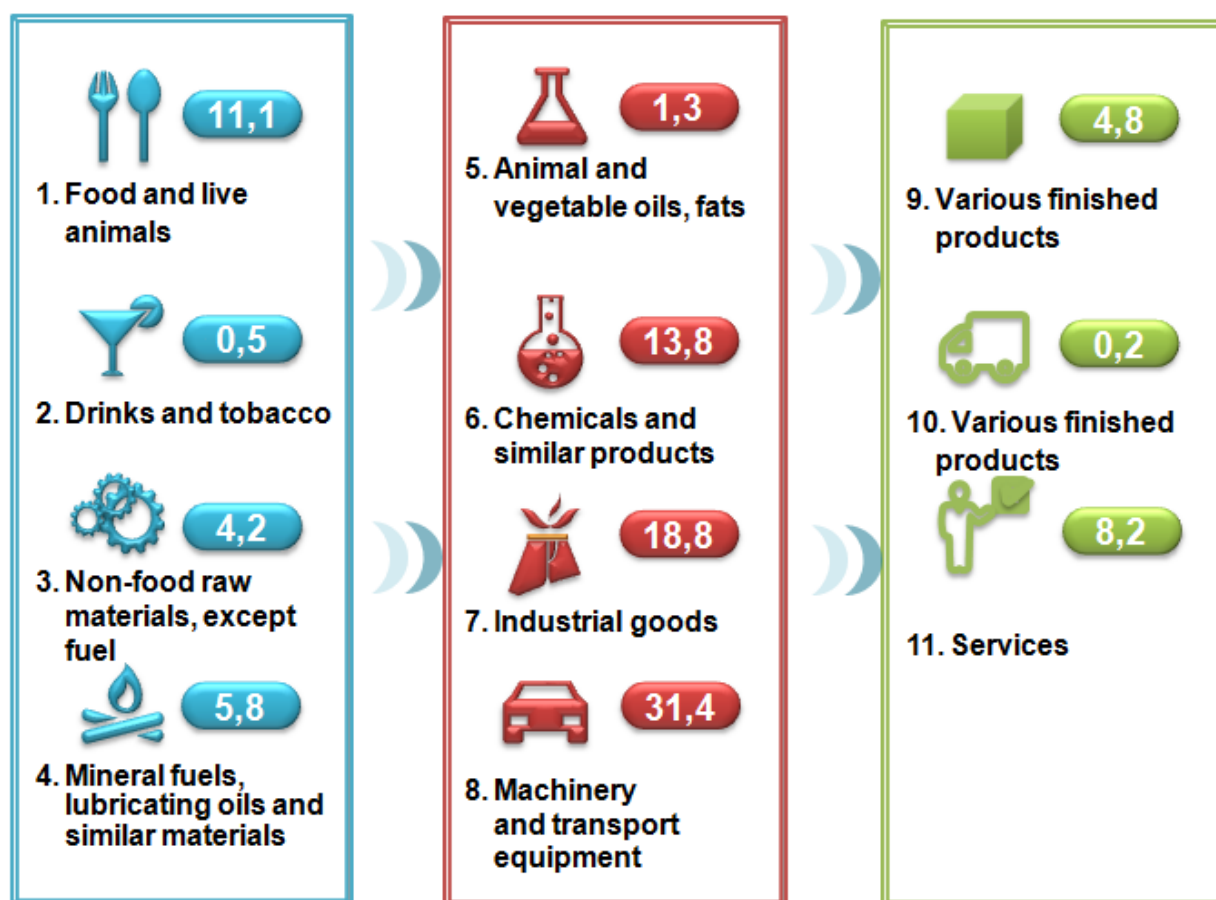 11,1
1. Food and live
animals
0,5
2. Drinks and tobacco
4,2
3. Non-food raw
materials, except
fuel
5,8
4. Mineral fuels,
lubricating oils and
similar materials
1,3
5. Animal and
vegetable oils, fats
13,8
6. Chemicals and
similar products
18,8
7. Industrial goods
31,4
8. Machinery
and transport
equipment
4,8
9. Various finished
products
0,2
10. Various finished
products
8,2
11. Services